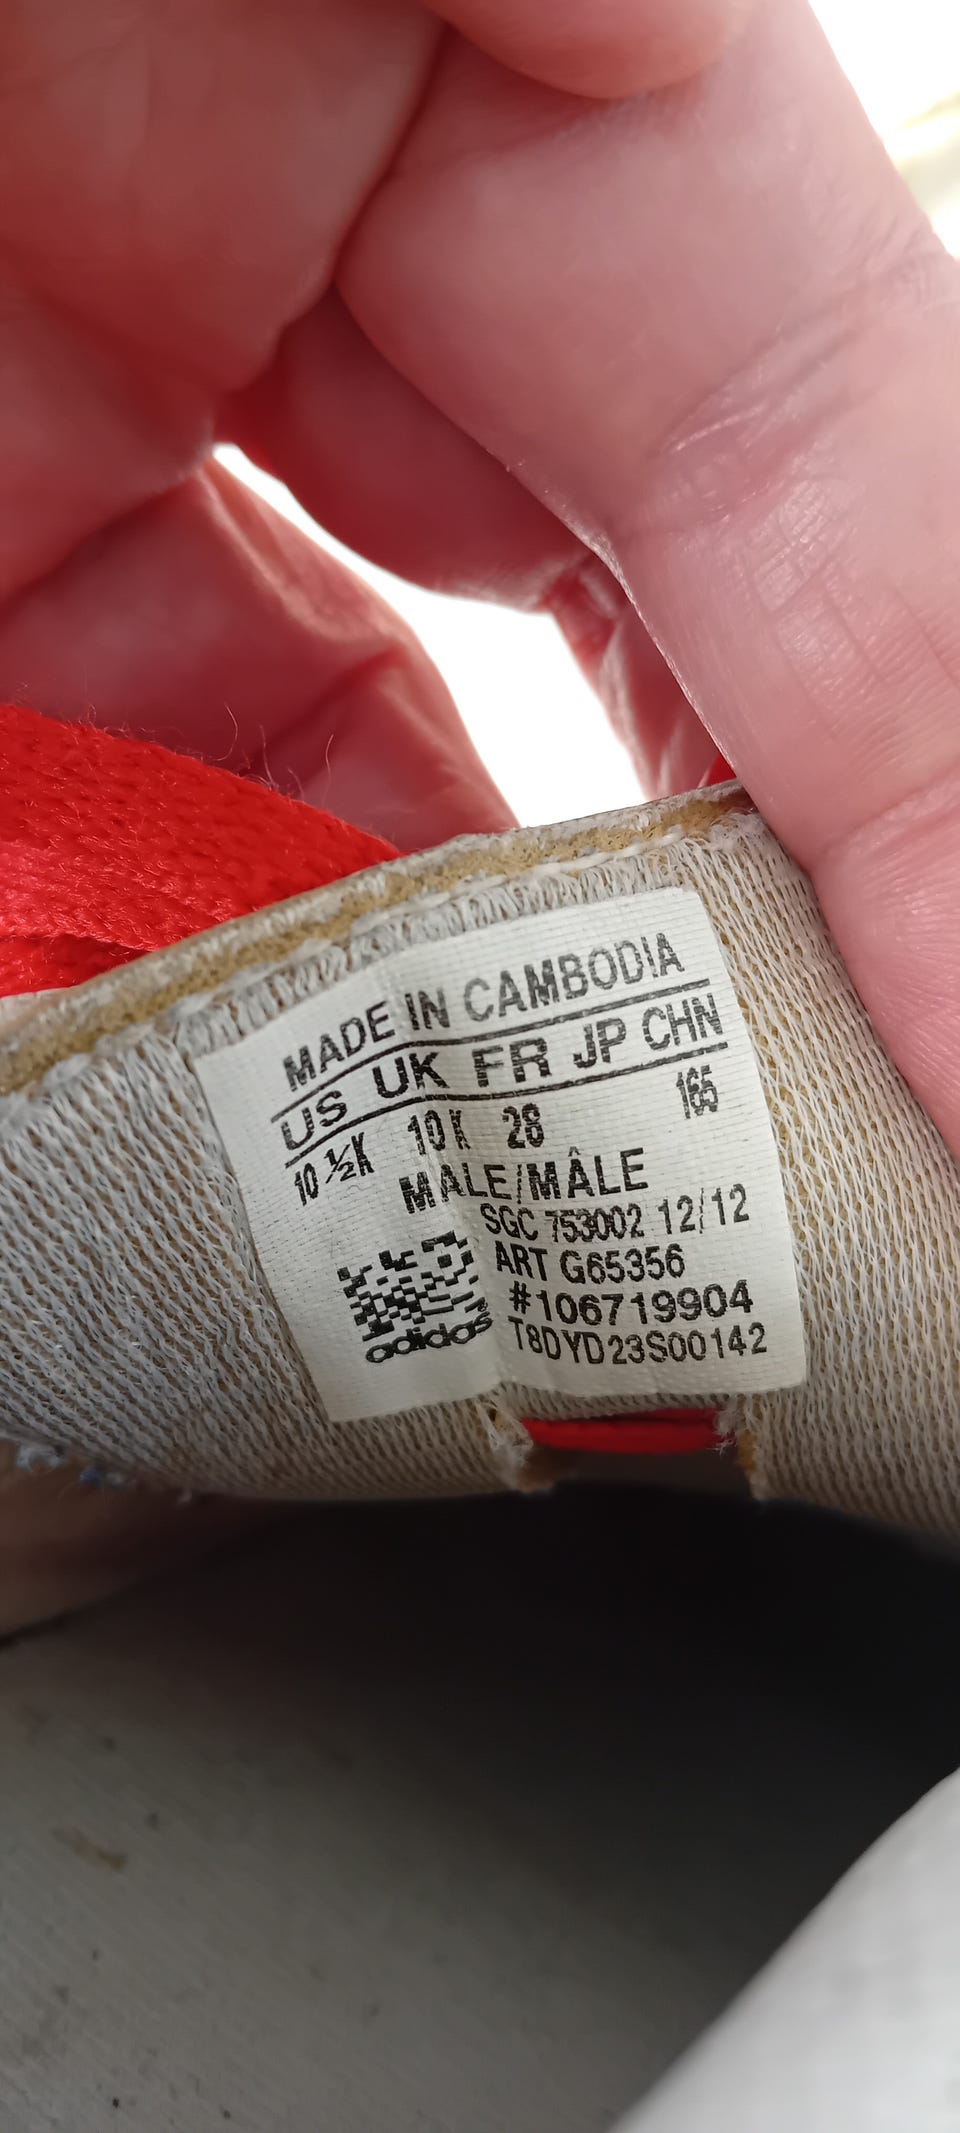 MADE IN CAMBODIA
US UK FR JP CHN
10 ½K 10K 28 165
MALE/MÂLE
SGC 753002 12/12
ART G65356
#106719904
T8DYD23S00142
adidas®